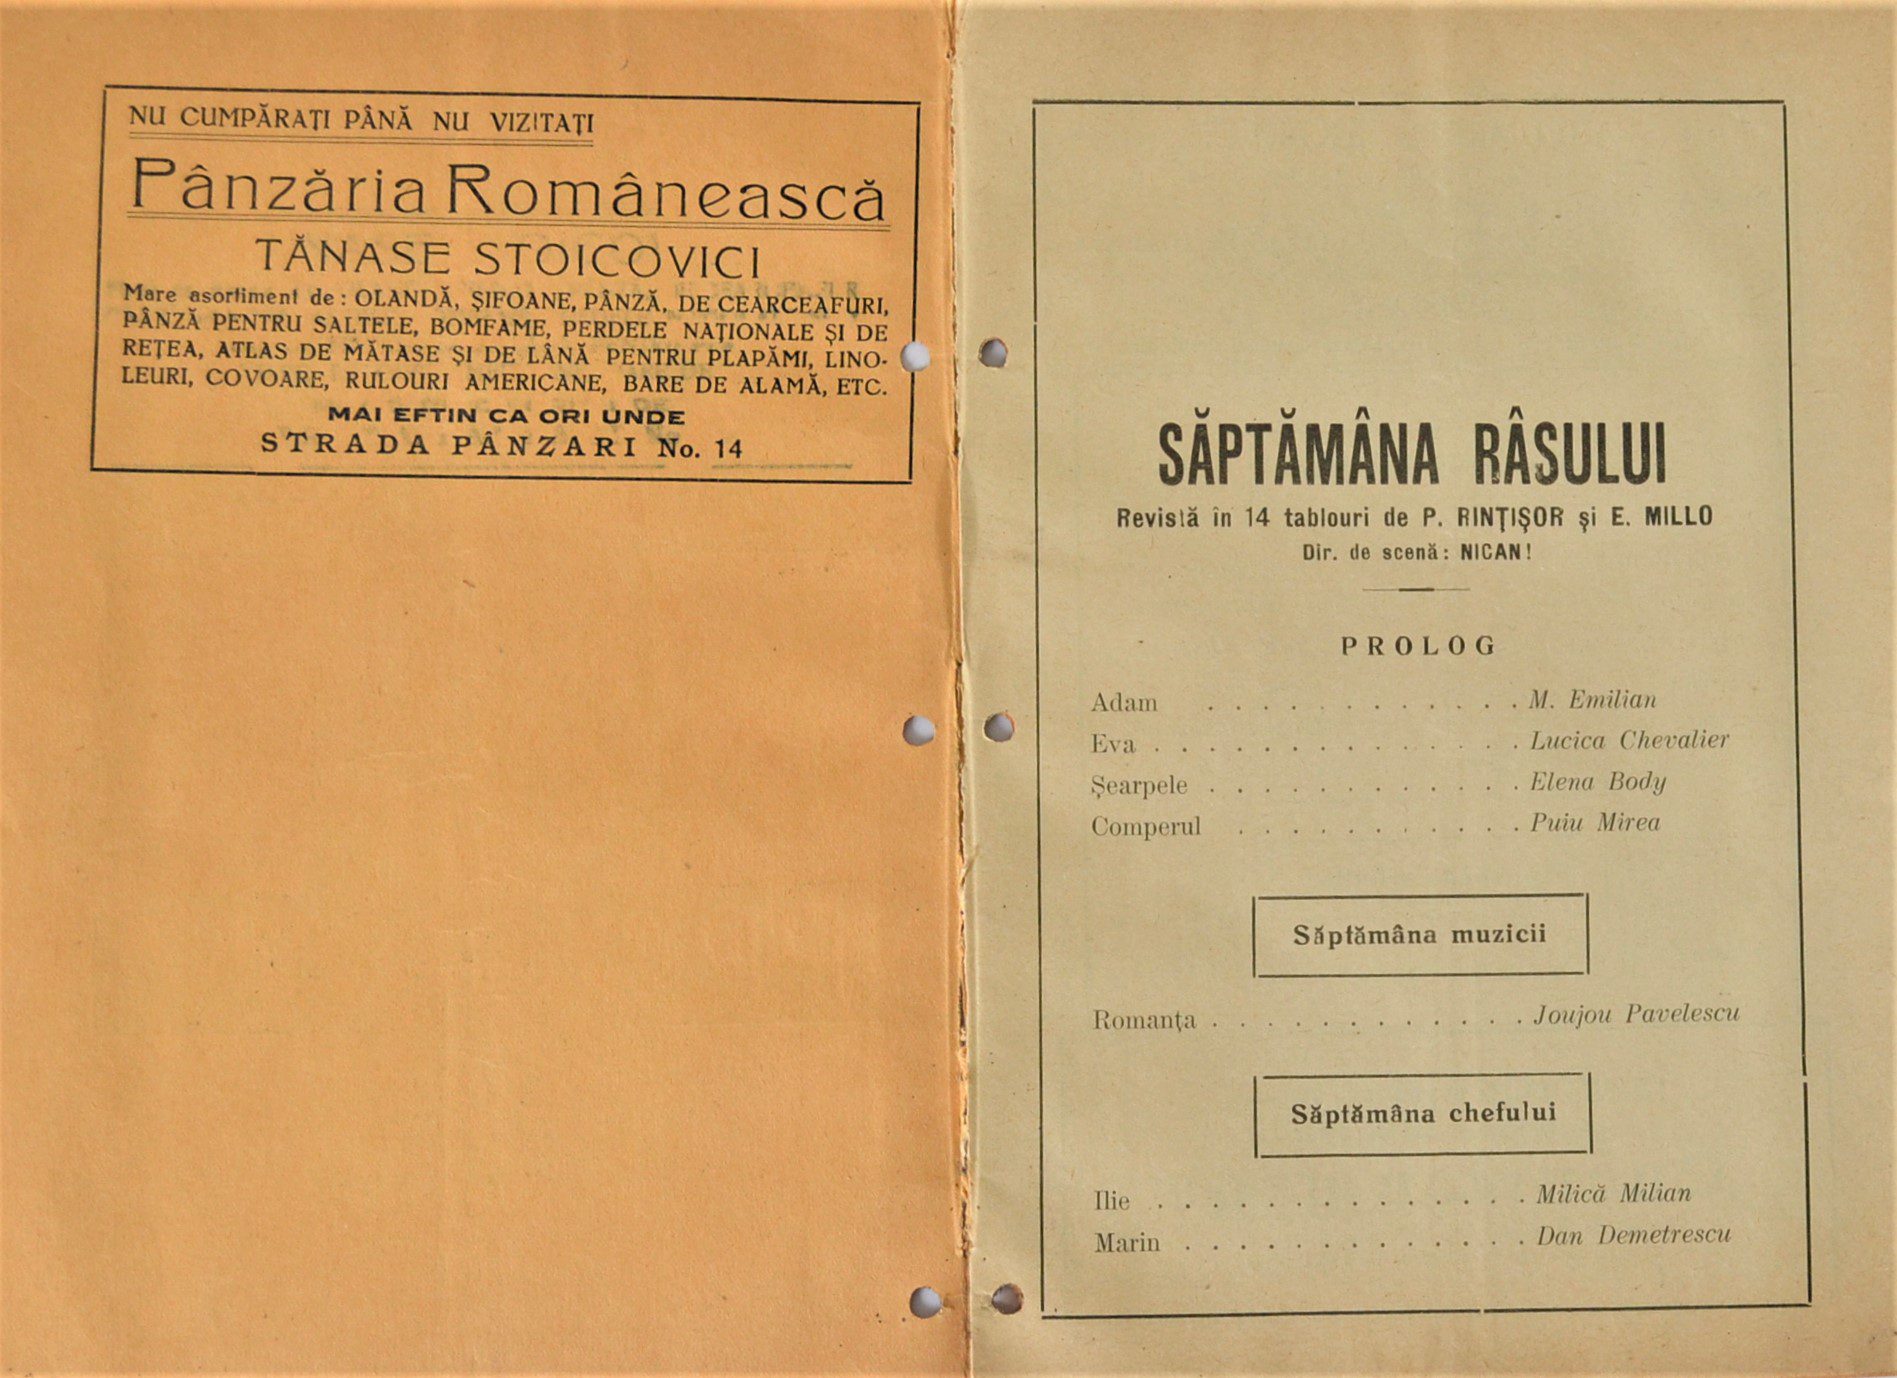 NU CUMPĂRAȚI PÂNĂ NU VIZITAȚI
Pânzăria Românească
TĂNASE STOICOVICI
Mare asortiment de: OLANDĂ, ȘIFOANE, PÂNZĂ, DE CEARCEAFURI,
PÂNZĂ PENTRU SALTELE, BOMFAME, PERDELE NAȚIONALE ȘI DE
REȚEA, ATLAS DE MĂTASE ȘI DE LÂNĂ PENTRU PLAPĂMI, LINO-
LEURI, COVOARE, RULOURI AMERICANE, BARE DE ALAMĂ, ETC.
MAI EFTIN CA ORI UNDE
STRADA PÂNZARI No. 14
SĂPTĂMÂNA RÂSULUI
Revistă în 14 tablouri de P. RINȚIȘOR și E. MILLO
Dir. de scenă: NICAN!
PROLOG
Adam . . . . . . . . . . . . M. Emilian
Eva . . . . . . . . . . . . . . Lucica Chevalier
Șearpele . . . . . . . . . . . . Elena Body
Comperul . . . . . . . . . . . Puiu Mirea
Săptămâna muzicii
Romanța . . . . . . . . . . . . Joujou Pavelescu
Săptămâna chefului
Ilie . . . . . . . . . . . . . . Milică Milian
Marin . . . . . . . . . . . . . Dan Demetrescu